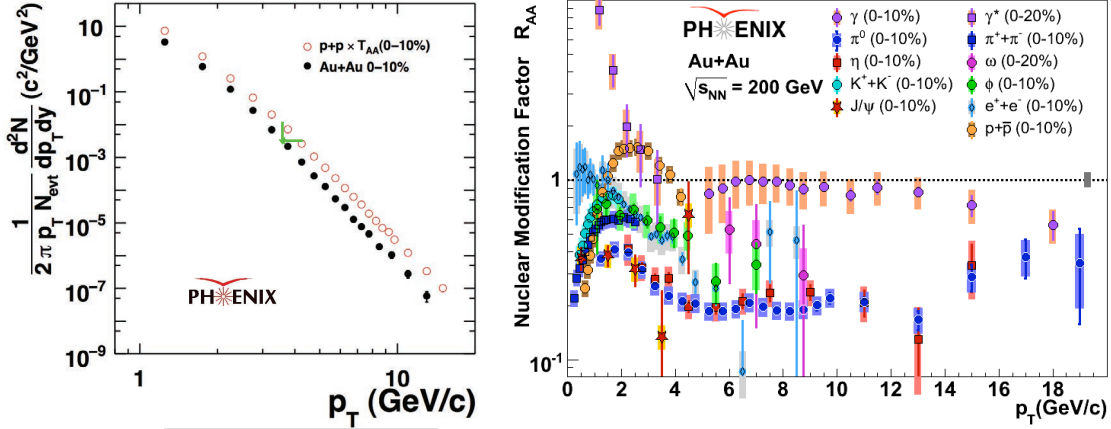 10
10⁻¹
10⁻³
10⁻⁵
10⁻⁷
10⁻⁹
1/(2π p_T N_evt) d²N/(dp_T dy) (c²/GeV²)
p+p × T_AA(0–10%)
Au+Au 0–10%
PHENIX
1
10
p_T (GeV/c)
Nuclear Modification Factor R_AA
1
10⁻¹
PHENIX
Au+Au
√s_NN = 200 GeV
γ (0-10%)
π⁰ (0-10%)
η (0-10%)
K⁺+K⁻ (0-10%)
J/ψ (0-10%)
γ* (0-20%)
π⁺+π⁻ (0-10%)
ω (0-20%)
ϕ (0-10%)
e⁺+e⁻ (0-10%)
p+p̅ (0-10%)
0 2 4 6 8 10 12 14 16 18
p_T(GeV/c)